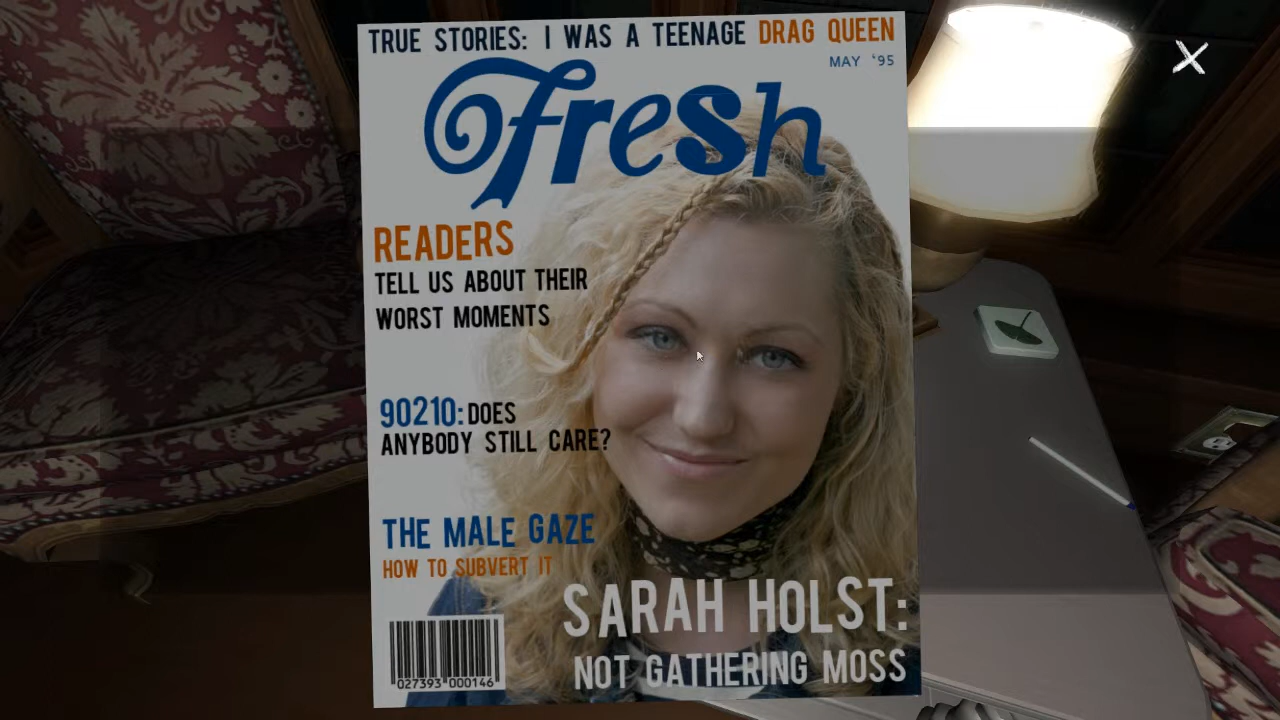 TRUE STORIES: I WAS A TEENAGE DRAG QUEEN
MAY '95
Fresh
READERS
TELL US ABOUT THEIR
WORST MOMENTS
90210: DOES
ANYBODY STILL CARE?
THE MALE GAZE
HOW TO SUBVERT IT
SARAH HOLST:
NOT GATHERING MOSS
027393 000146